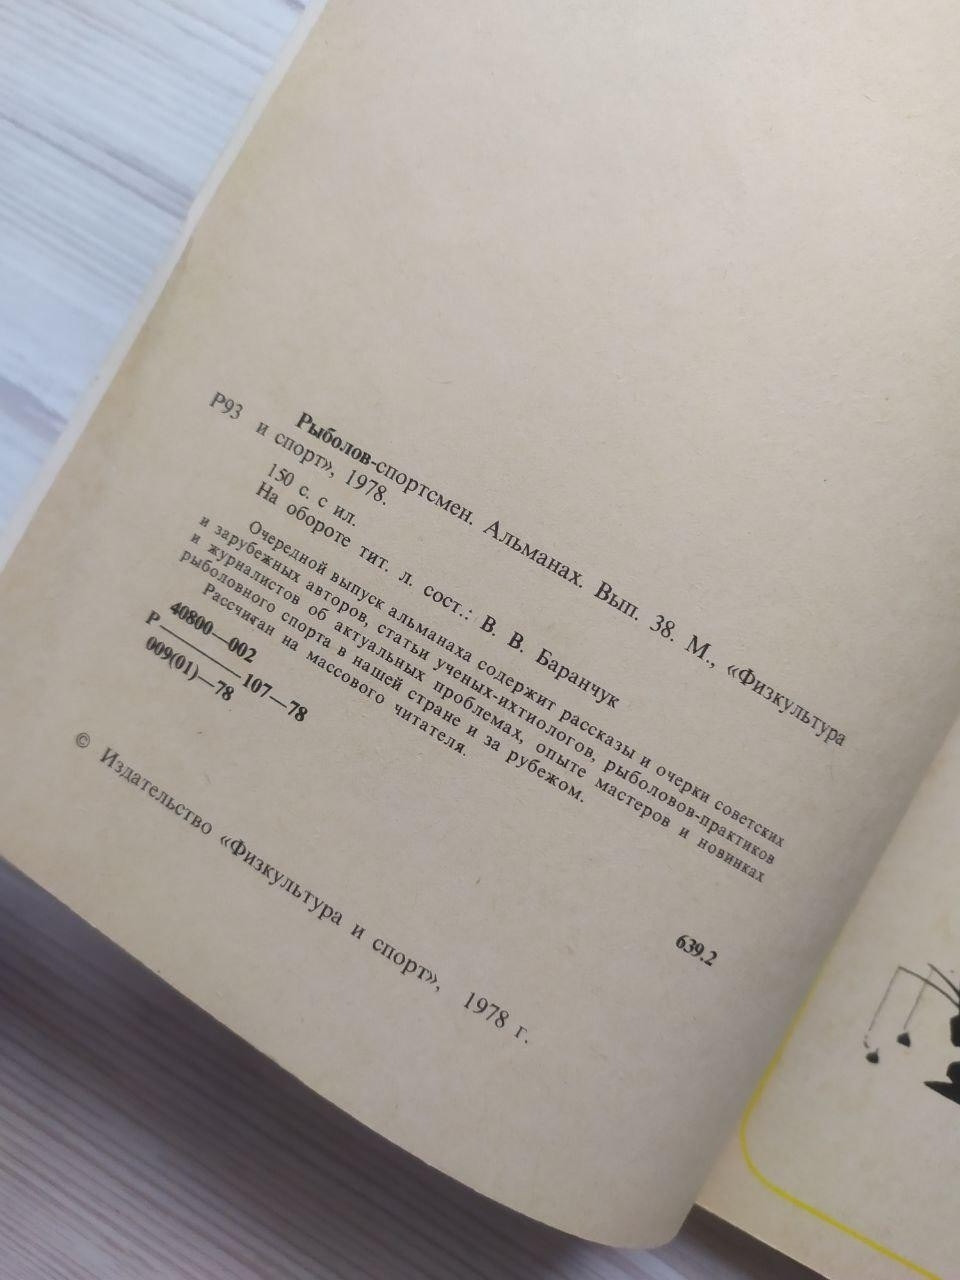 Рыболов-спортсмен. Альманах. Вып. 38. М., «Физкультура
Р93 и спорт», 1978.
150 с. с ил.
На обороте тит. л. сост.: В. В. Баранчук
Очередной выпуск альманаха содержит рассказы и очерки советских
и зарубежных авторов, статьи ученых-ихтиологов, рыболовов-практиков
и журналистов об актуальных проблемах, опыте мастеров и новинках
рыболовного спорта в нашей стране и за рубежом.
Рассчитан на массового читателя.
40800—002
Р 107—78
009(01)—78
639.2
© Издательство «Физкультура и спорт», 1978 г.